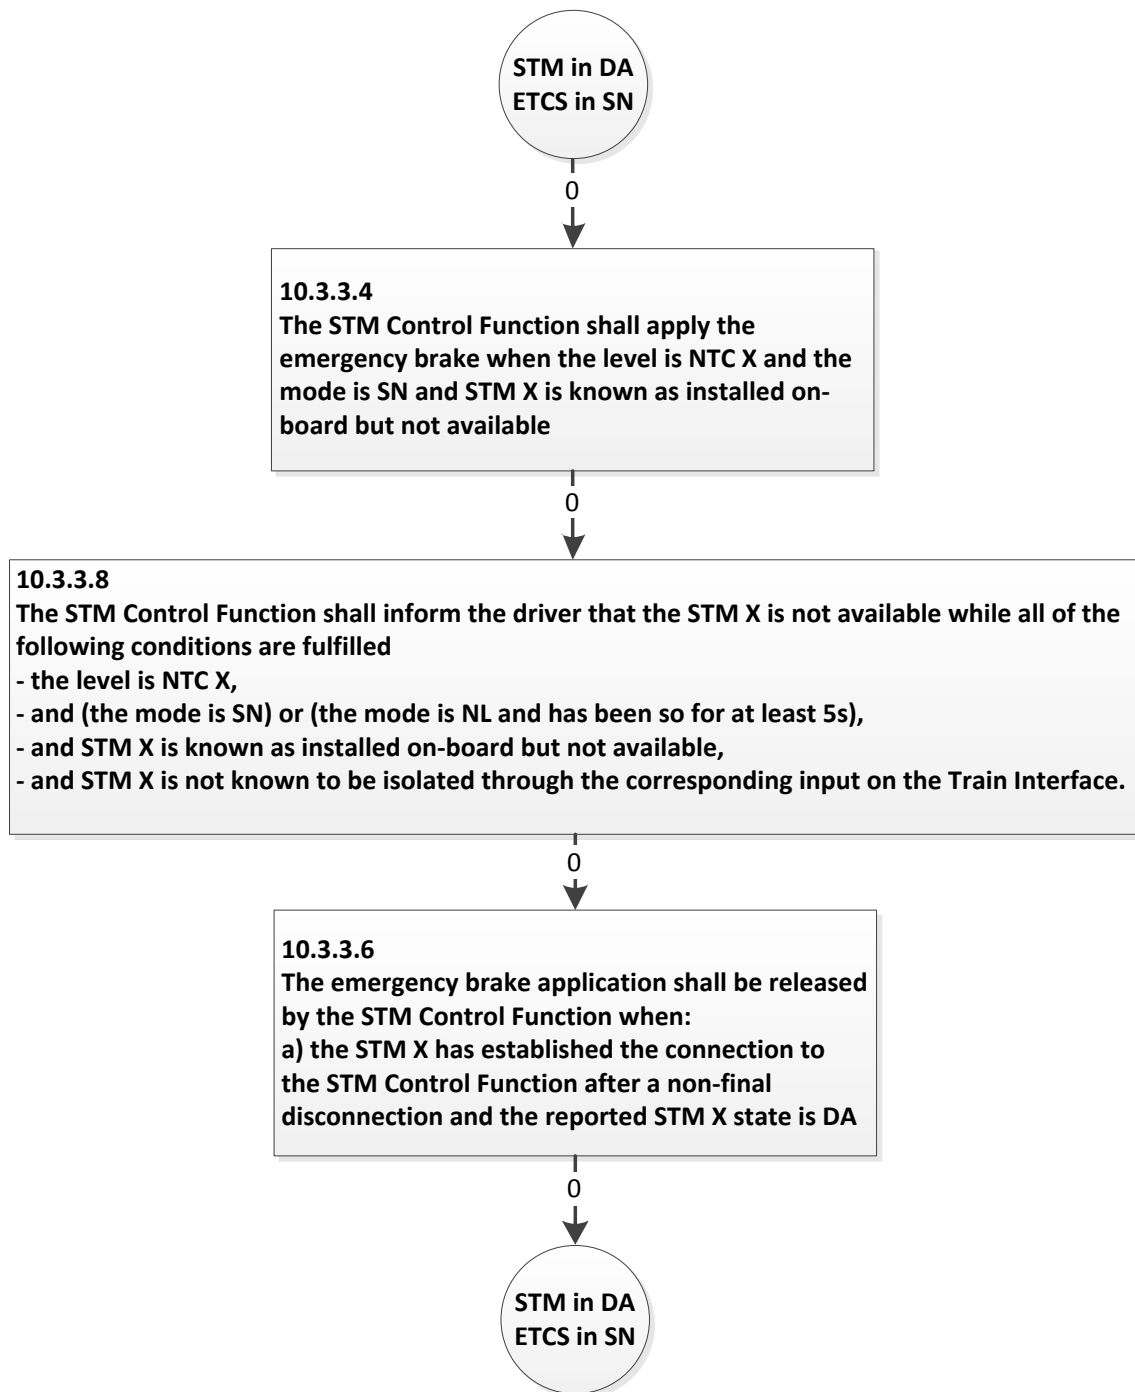 STM in DA
ETCS in SN
0
10.3.3.4
The STM Control Function shall apply the
emergency brake when the level is NTC X and the
mode is SN and STM X is known as installed on-
board but not available
0
10.3.3.8
The STM Control Function shall inform the driver that the STM X is not available while all of the
following conditions are fulfilled
- the level is NTC X,
- and (the mode is SN) or (the mode is NL and has been so for at least 5s),
- and STM X is known as installed on-board but not available,
- and STM X is not known to be isolated through the corresponding input on the Train Interface.
0
10.3.3.6
The emergency brake application shall be released
by the STM Control Function when:
a) the STM X has established the connection to
the STM Control Function after a non-final
disconnection and the reported STM X state is DA
0
STM in DA
ETCS in SN